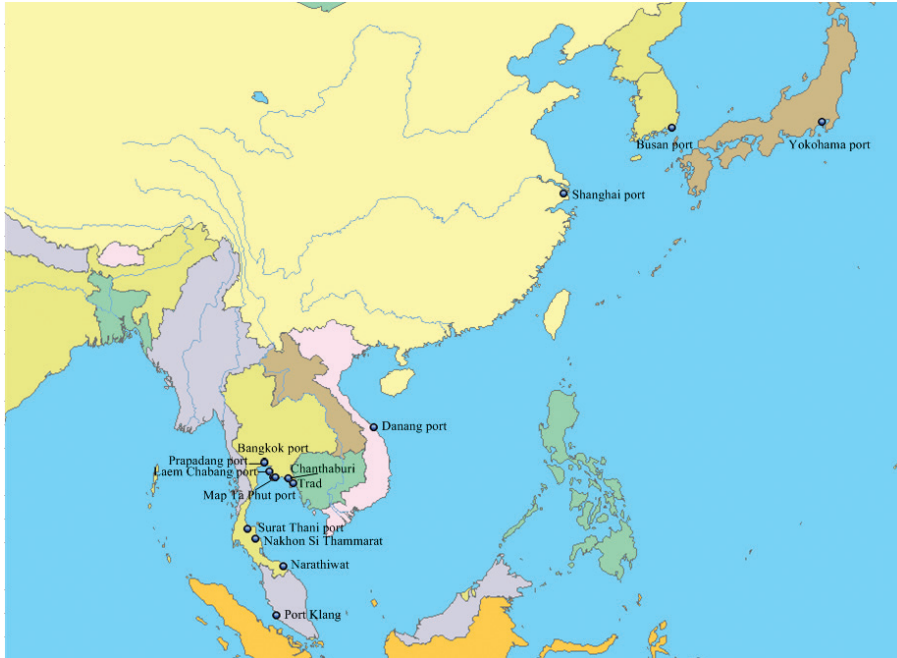 Busan port
Yokohama port
Shanghai port
Danang port
Bangkok port
Prapadang port
Laem Chabang port
Chanthaburi
Trad
Map Ta Phut port
Surat Thani port
Nakhon Si Thammarat
Narathiwat
Port Klang